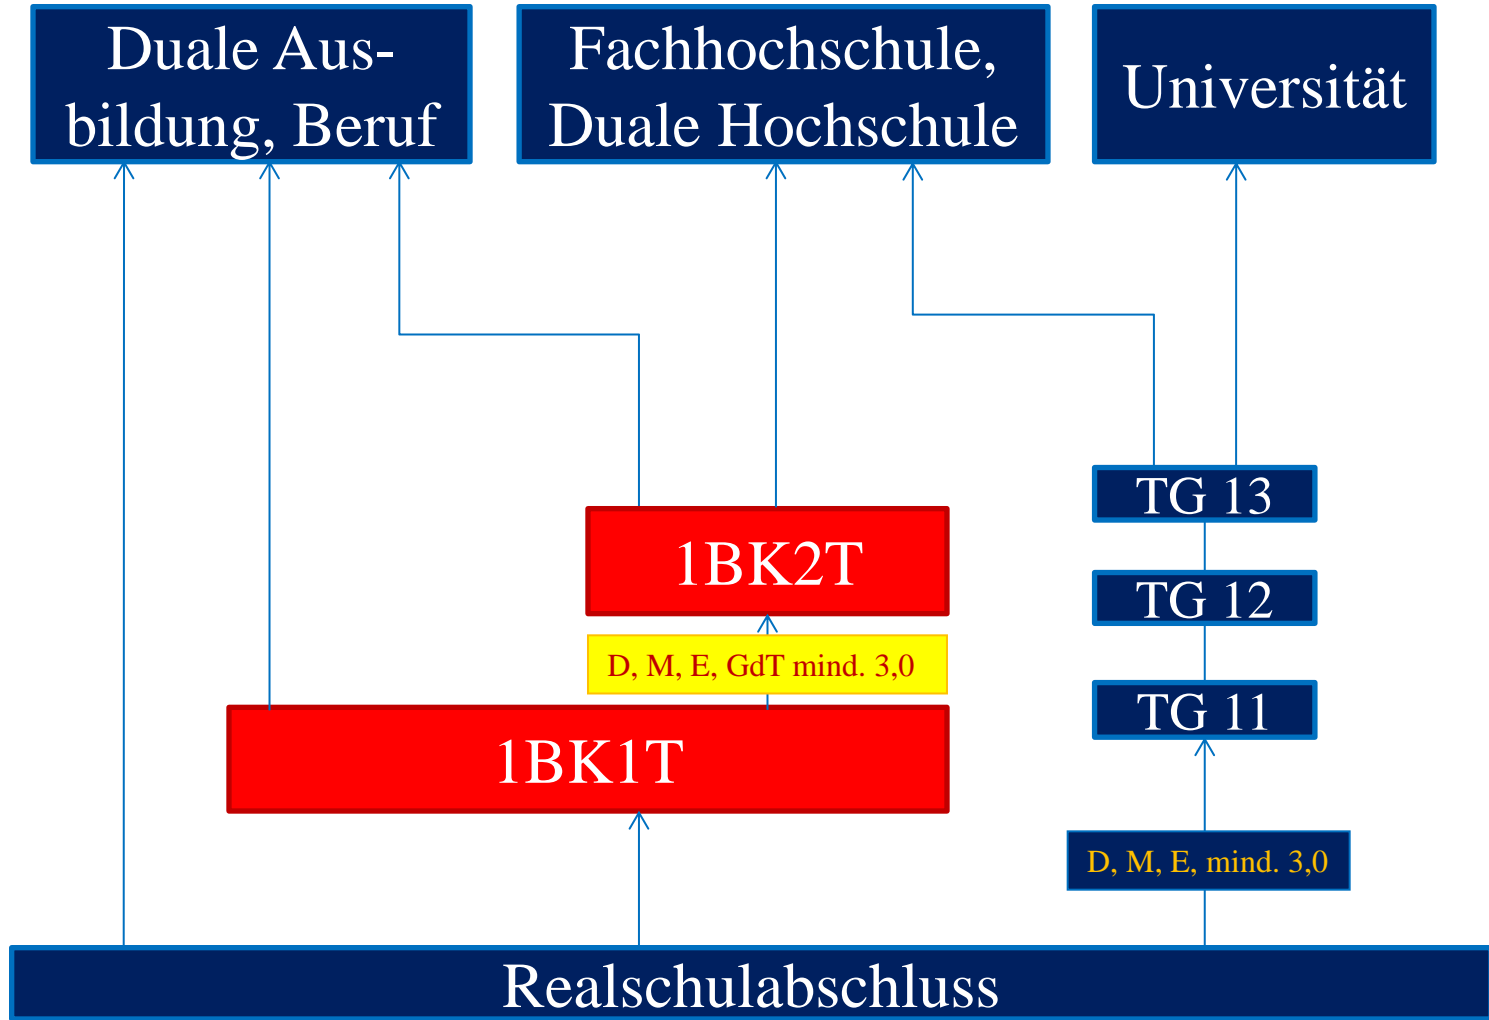 Duale Aus-
bildung, Beruf
Fachhochschule,
Duale Hochschule
Universität
TG 13
1BK2T
TG 12
D, M, E, GdT mind. 3,0
TG 11
1BK1T
D, M, E, mind. 3,0
Realschulabschluss